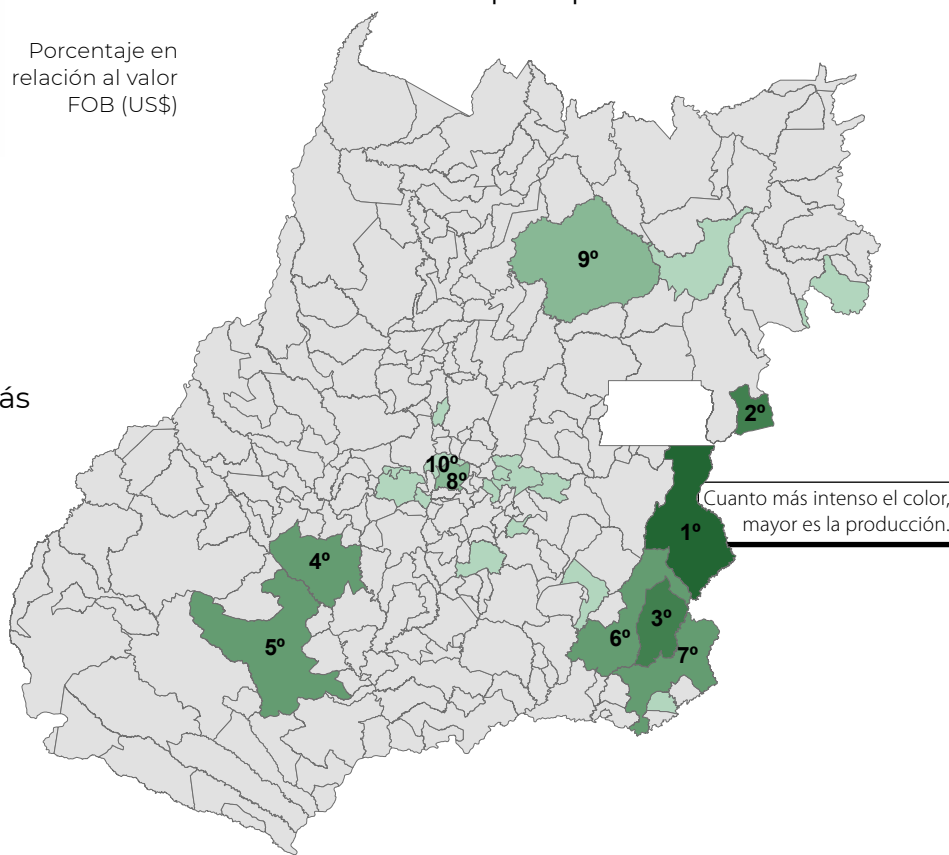 Porcentaje en
relación al valor
FOB (US$)
9º
ás
2º
10º
8º
Cuanto más intenso el color,
mayor es la producción.
1º
4º
3º
6º
5º
7º